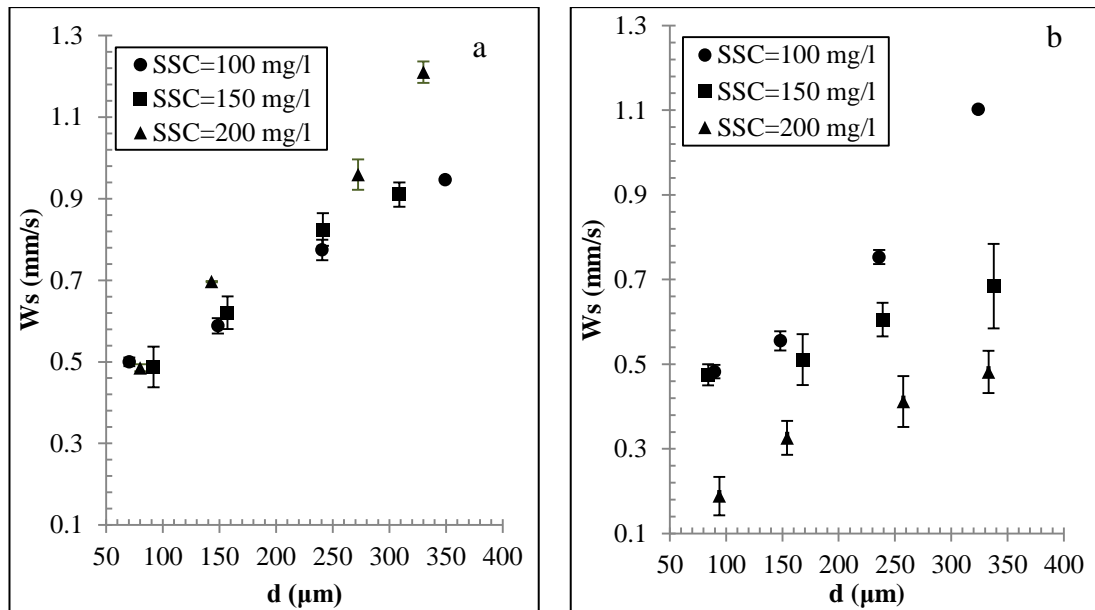 a
SSC=100 mg/l
SSC=150 mg/l
SSC=200 mg/l
1.3
1.1
0.9
0.7
0.5
0.3
0.1
Ws (mm/s)
50 100 150 200 250 300 350 400
d (μm)
b
SSC=100 mg/l
SSC=150 mg/l
SSC=200 mg/l
1.3
1.1
0.9
0.7
0.5
0.3
0.1
Ws (mm/s)
50 100 150 200 250 300 350 400
d (μm)